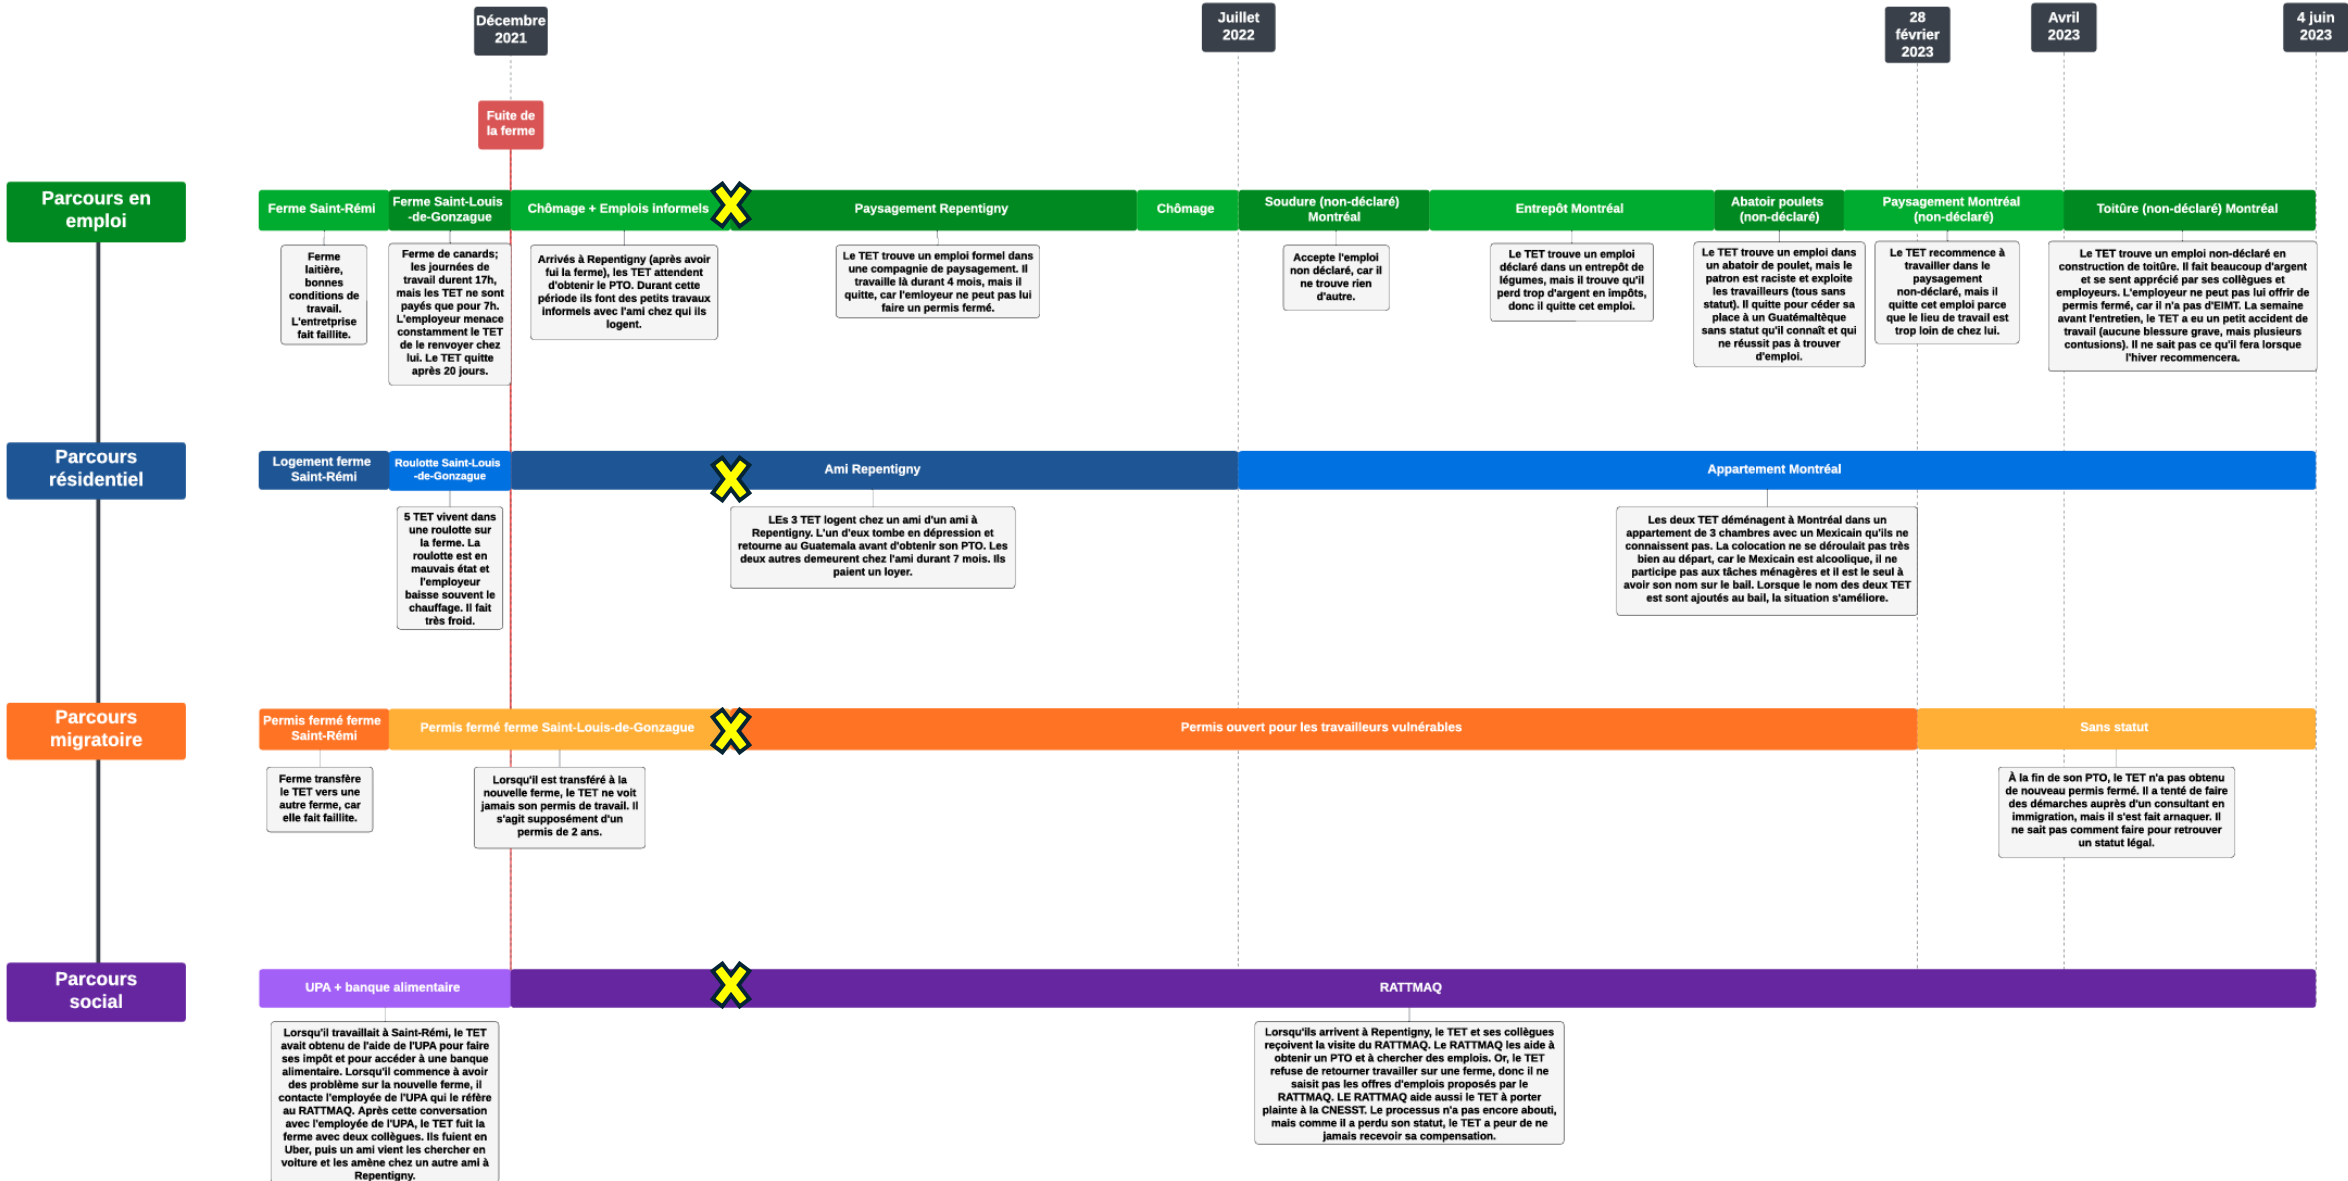 Décembre
2021
Juillet
2022
28
février
2023
Avril
2023
4 juin
2023
Fuite de
la ferme
Parcours en
emploi
Ferme Saint-Rémi
Ferme Saint-Louis
-de-Gonzague
Chômage + Emplois informels
Paysagement Repentigny
Chômage
Soudure (non-déclaré)
Montréal
Entrepôt Montréal
Abatoir poulets
(non-déclaré)
Paysagement Montréal
(non-déclaré)
Toitûre (non-déclaré) Montréal
Ferme
laitière,
bonnes
conditions de
travail.
L'entretprise
fait faillite.
Ferme de canards;
les journées de
travail durent 17h,
mais les TET ne sont
payés que pour 7h.
L'employeur menace
constamment le TET
de le renvoyer chez
lui. Le TET quitte
après 20 jours.
Arrivés à Repentigny (après avoir
fui la ferme), les TET attendent
d'obtenir le PTO. Durant cette
période ils font des petits travaux
informels avec l'ami chez qui ils
logent.
Le TET trouve un emploi formel dans
une compagnie de paysagement. Il
travaille là durant 4 mois, mais il
quitte, car l'emloyeur ne peut pas lui
faire un permis fermé.
Accepte l'emploi
non déclaré, car il
ne trouve rien
d'autre.
Le TET trouve un emploi
déclaré dans un entrepôt de
légumes, mais il trouve qu'il
perd trop d'argent en impôts,
donc il quitte cet emploi.
Le TET trouve un emploi dans
un abatoir de poulet, mais le
patron est raciste et exploite
les travailleurs (tous sans
statut). Il quitte pour céder sa
place à un Guatémaltèque
sans statut qu'il connaît et qui
ne réussit pas à trouver
d'emploi.
Le TET recommence à
travailler dans le
paysagement
non-déclaré, mais il
quitte cet emploi parce
que le lieu de travail est
trop loin de chez lui.
Le TET trouve un emploi non-déclaré en
construction de toitûre. Il fait beaucoup d'argent
et se sent apprécié par ses collègues et
employeurs. L'employeur ne peut pas lui offrir de
permis fermé, car il n'a pas d'EIMT. La semaine
avant l'entretien, le TET a eu un petit accident de
travail (aucune blessure grave, mais plusieurs
contusions). Il ne sait pas ce qu'il fera lorsque
l'hiver recommencera.
Parcours
résidentiel
Logement ferme
Saint-Rémi
Roulotte Saint-Louis
-de-Gonzague
Ami Repentigny
Appartement Montréal
5 TET vivent dans
une roulotte sur
la ferme. La
roulotte est en
mauvais état et
l'employeur
baisse souvent le
chauffage. Il fait
très froid.
LEs 3 TET logent chez un ami d'un ami à
Repentigny. L'un d'eux tombe en dépression et
retourne au Guatemala avant d'obtenir son PTO. Les
deux autres demeurent chez l'ami durant 7 mois. Ils
paient un loyer.
Les deux TET déménagent à Montréal dans un
appartement de 3 chambres avec un Mexicain qu'ils ne
connaissent pas. La colocation ne se déroulait pas très
bien au départ, car le Mexicain est alcoolique, il ne
participe pas aux tâches ménagères et il est le seul à
avoir son nom sur le bail. Lorsque le nom des deux TET
est sont ajoutés au bail, la situation s'améliore.
Parcours
migratoire
Permis fermé ferme
Saint-Rémi
Permis fermé ferme Saint-Louis-de-Gonzague
Permis ouvert pour les travailleurs vulnérables
Sans statut
Ferme transfère
le TET vers une
autre ferme, car
elle fait faillite.
Lorsqu'il est transféré à la
nouvelle ferme, le TET ne voit
jamais son permis de travail. Il
s'agit supposément d'un
permis de 2 ans.
À la fin de son PTO, le TET n'a pas obtenu
de nouveau permis fermé. Il a tenté de faire
des démarches auprès d'un consultant en
immigration, mais il s'est fait arnaquer. Il
ne sait pas comment faire pour retrouver
un statut légal.
Parcours
social
UPA + banque alimentaire
RATTMAQ
Lorsqu'il travaillait à Saint-Rémi, le TET
avait obtenu de l'aide de l'UPA pour faire
ses impôt et pour accéder à une banque
alimentaire. Lorsqu'il commence à avoir
des problème sur la nouvelle ferme, il
contacte l'employée de l'UPA qui le réfère
au RATTMAQ. Après cette conversation
avec l'employée de l'UPA, le TET fuit la
ferme avec deux collègues. Ils fuient en
Uber, puis un ami vient les chercher en
voiture et les amène chez un autre ami à
Repentigny.
Lorsqu'ils arrivent à Repentigny, le TET et ses collègues
reçoivent la visite du RATTMAQ. Le RATTMAQ les aide à
obtenir un PTO et à chercher des emplois. Or, le TET
refuse de retourner travailler sur une ferme, donc il ne
saisit pas les offres d'emplois proposés par le
RATTMAQ. LE RATTMAQ aide aussi le TET à porter
plainte à la CNESST. Le processus n'a pas encore abouti,
mais comme il a perdu son statut, le TET a peur de ne
jamais recevoir sa compensation.